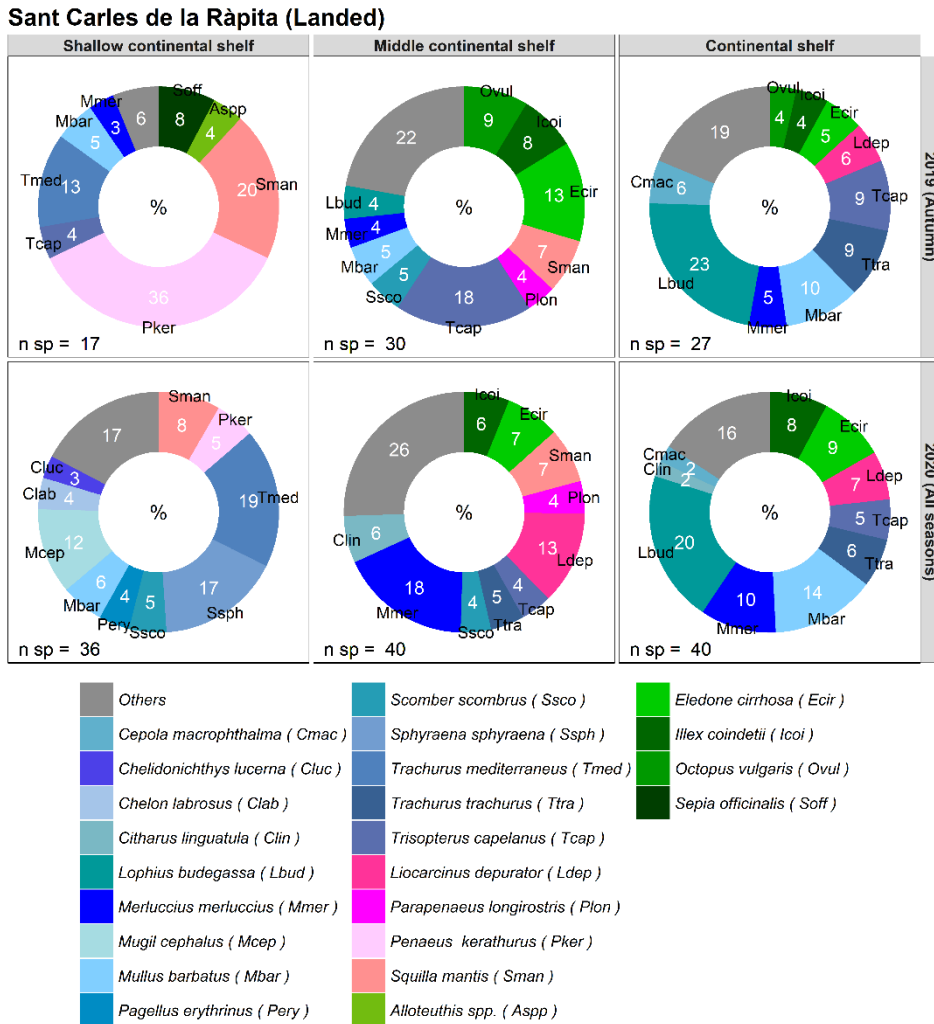 Sant Carles de la Ràpita (Landed)
Shallow continental shelf
Middle continental shelf
Continental shelf
Soff
8
Aspp
4
Sman
20
Pker
36
Tcap
4
Tmed
13
Mbar
5
Mmer
3
6
%
n sp = 17
Ovul
9
Icoi
8
Ecir
13
Sman
7
Plon
4
Tcap
18
Ssco
5
Mbar
5
Mmer
4
Lbud
4
22
%
n sp = 30
Ovul
4
Icoi
4
Ecir
5
Ldep
6
Tcap
9
Ttra
9
Mbar
10
Mmer
5
Lbud
23
Cmac
6
19
%
n sp = 27
2019 (Autumn)
Sman
8
Pker
5
Tmed
19
Ssph
17
Ssco
5
Pery
4
Mbar
6
Mcep
12
Clab
4
Cluc
3
17
%
n sp = 36
Icoi
6
Ecir
7
Sman
7
Plon
4
Ldep
13
Tcap
4
Ttra
5
Ssco
4
Mmer
18
Clin
6
26
%
n sp = 40
Icoi
8
Ecir
9
Ldep
7
Tcap
5
Ttra
6
Mbar
14
Mmer
10
Lbud
20
Clin
2
Cmac
2
16
%
n sp = 40
2020 (All seasons)
Others
Cepola macrophthalma ( Cmac )
Chelidonichthys lucerna ( Cluc )
Chelon labrosus ( Clab )
Citharus linguatula ( Clin )
Lophius budegassa ( Lbud )
Merluccius merluccius ( Mmer )
Mugil cephalus ( Mcep )
Mullus barbatus ( Mbar )
Pagellus erythrinus ( Pery )
Scomber scombrus ( Ssco )
Sphyraena sphyraena ( Ssph )
Trachurus mediterraneus ( Tmed )
Trachurus trachurus ( Ttra )
Trisopterus capelanus ( Tcap )
Liocarcinus depurator ( Ldep )
Parapenaeus longirostris ( Plon )
Penaeus kerathurus ( Pker )
Squilla mantis ( Sman )
Alloteuthis spp. ( Aspp )
Eledone cirrhosa ( Ecir )
Illex coindetii ( Icoi )
Octopus vulgaris ( Ovul )
Sepia officinalis ( Soff )